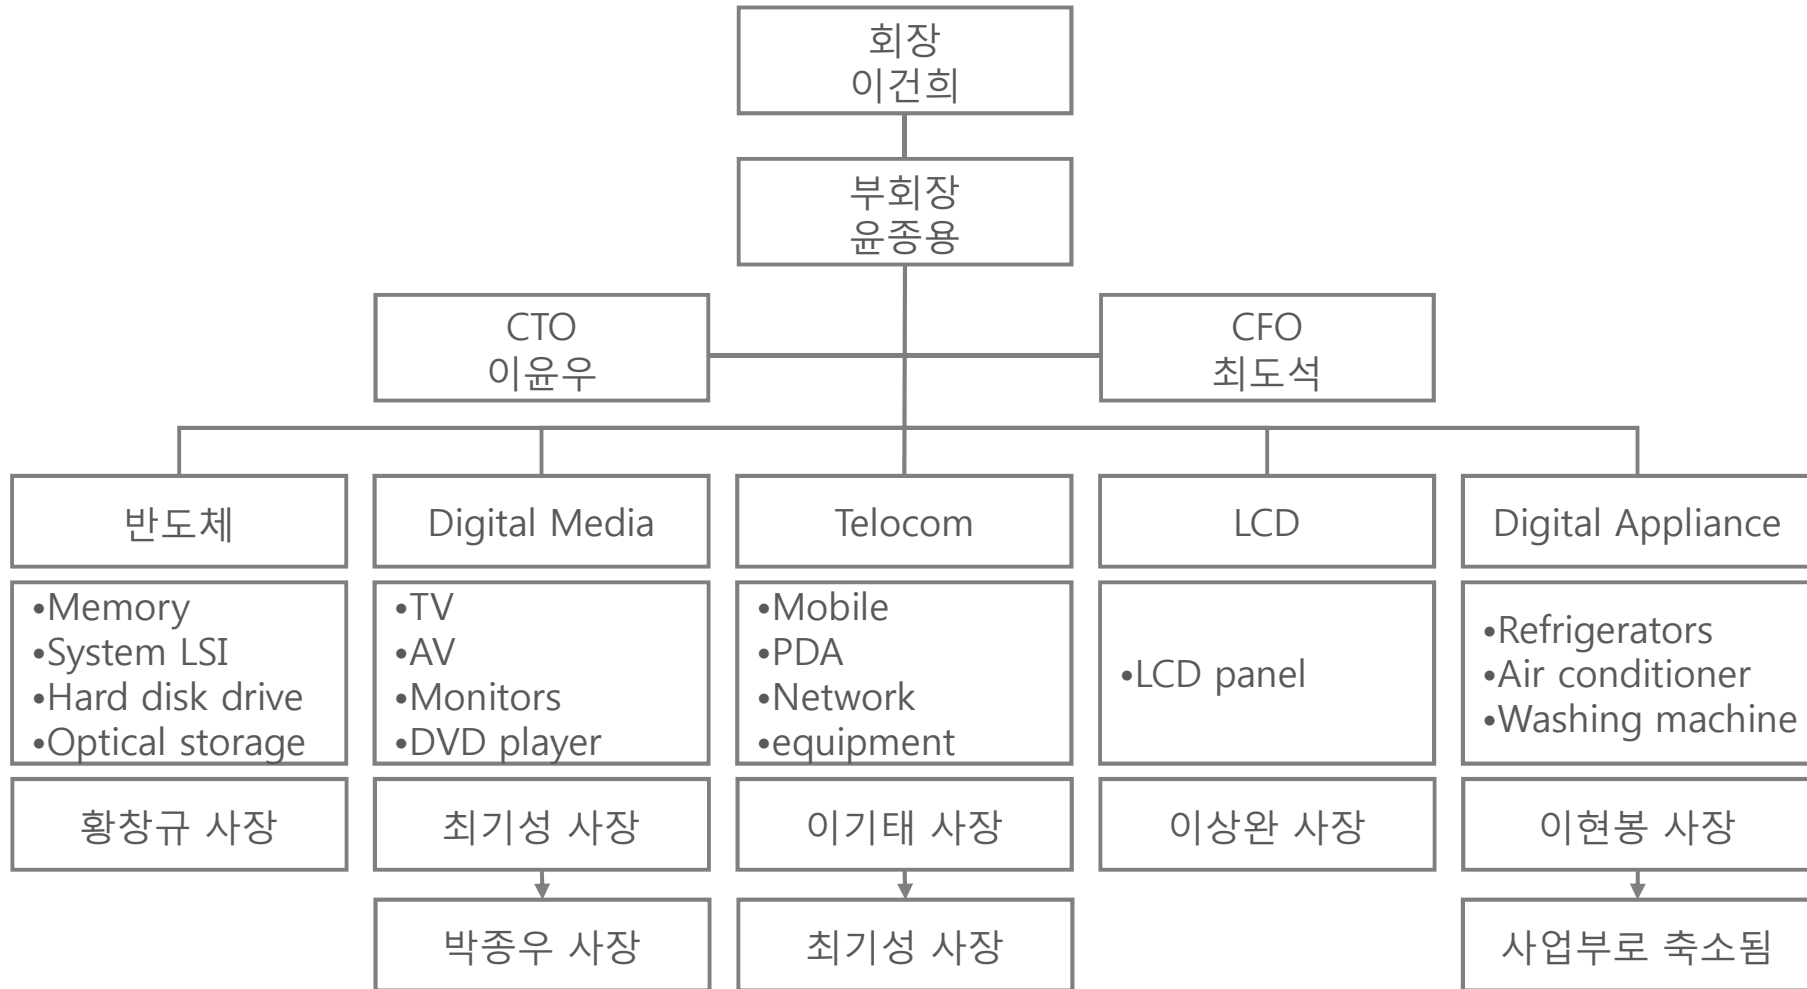 회장
이건희
부회장
윤종용
CTO
이윤우
CFO
최도석
반도체
Digital Media
Telocom
LCD
Digital Appliance
•Memory
•System LSI
•Hard disk drive
•Optical storage
•TV
•AV
•Monitors
•DVD player
•Mobile
•PDA
•Network
•equipment
•LCD panel
•Refrigerators
•Air conditioner
•Washing machine
황창규 사장
최기성 사장
이기태 사장
이상완 사장
이현봉 사장
박종우 사장
최기성 사장
사업부로 축소됨